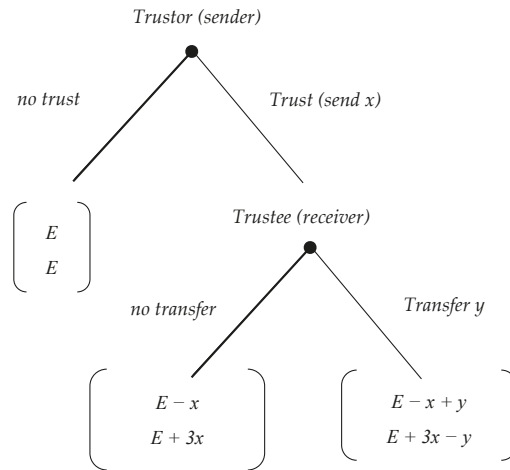 Trustor (sender)
no trust
Trust (send x)
E
E
Trustee (receiver)
no transfer
Transfer y
E − x
E + 3x
E − x + y
E + 3x − y